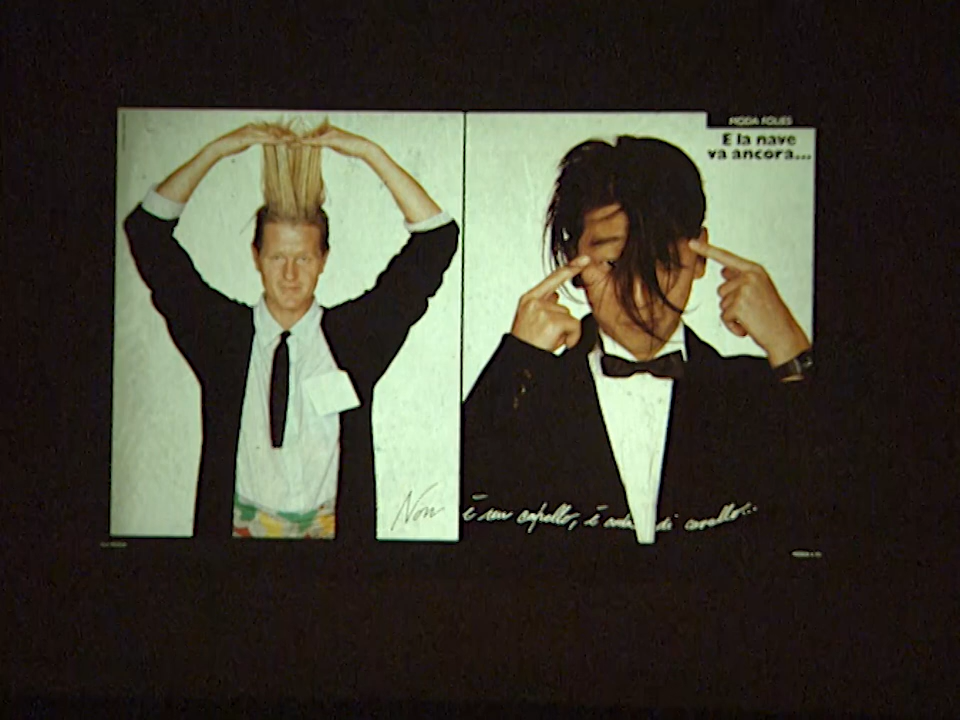 MODA FOLIES
E la nave
va ancora...
Non è un capello, è coda di cavallo!..